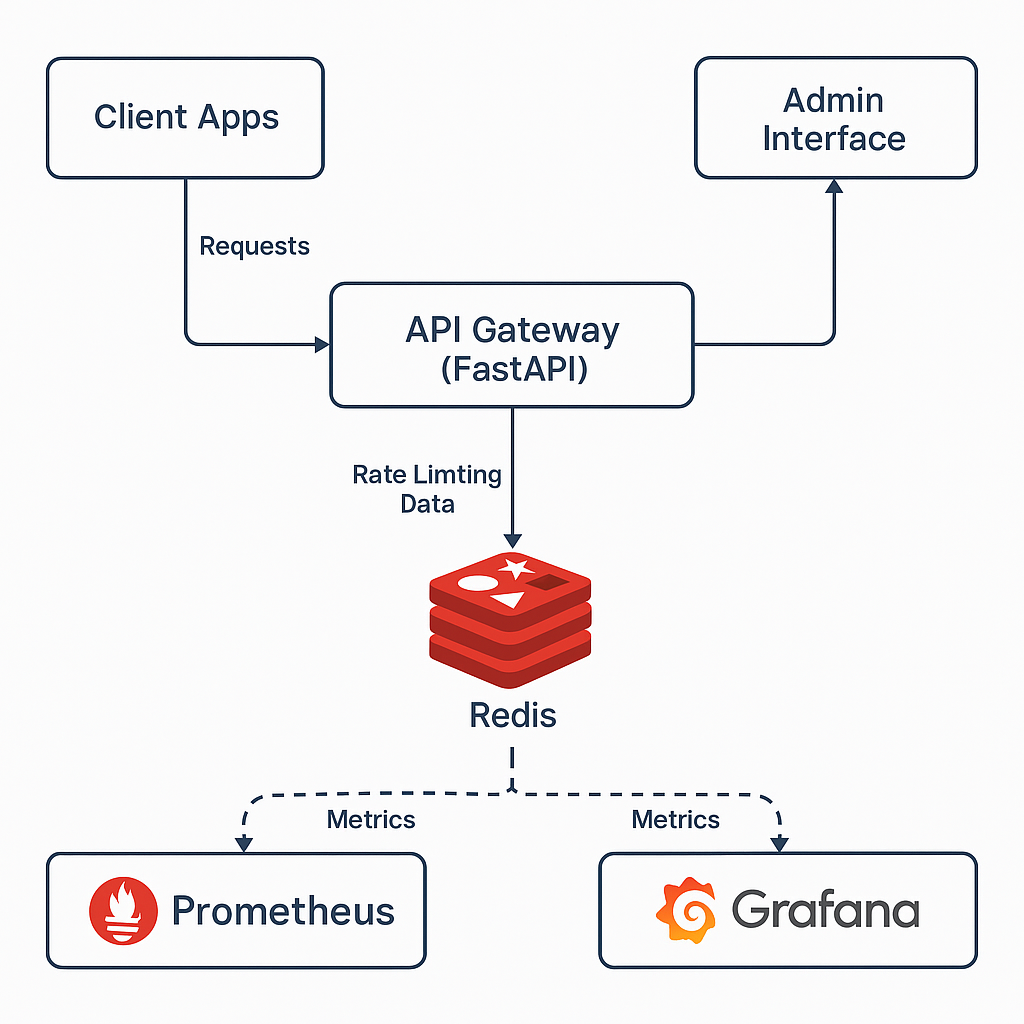 Client Apps
Admin
Interface
Requests
API Gateway
(FastAPI)
Rate Limting
Data
Redis
Metrics
Metrics
Prometheus
Grafana